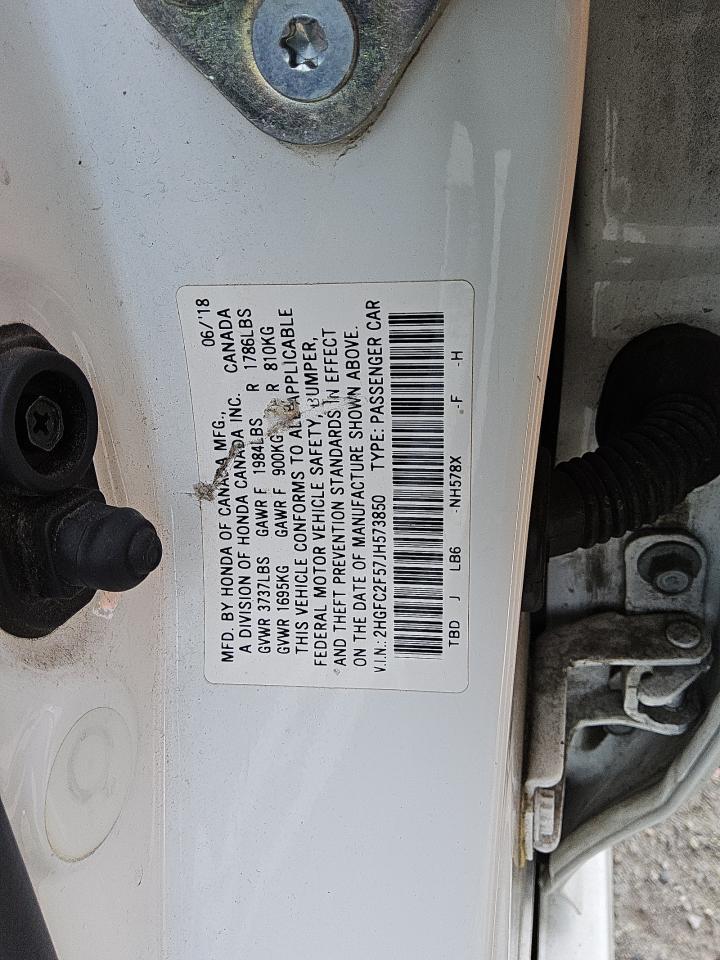 MFD. BY HONDA OF CANADA MFG., 06/'18
A DIVISION OF HONDA CANADA INC. CANADA
GVWR 3737LBS GAWR F 1984LBS R 1786LBS
GVWR 1695KG GAWR F 900KG R 810KG
THIS VEHICLE CONFORMS TO ALL APPLICABLE
FEDERAL MOTOR VEHICLE SAFETY, BUMPER,
AND THEFT PREVENTION STANDARDS IN EFFECT
ON THE DATE OF MANUFACTURE SHOWN ABOVE.
V.I.N.: 2HGFC2F57JH573850 TYPE: PASSENGER CAR
TBD J LB6 -NH578X -F -H